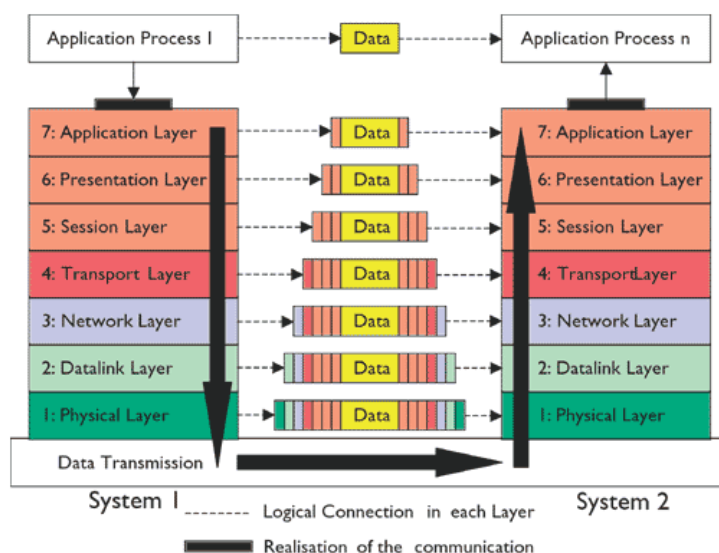 Application Process 1
Data
Application Process n
7: Application Layer
Data
7: Application Layer
6: Presentation Layer
Data
6: Presentation Layer
5: Session Layer
Data
5: Session Layer
4: Transport Layer
Data
4: TransportLayer
3: Network Layer
Data
3: Network Layer
2: Datalink Layer
Data
2: Datalink Layer
1: Physical Layer
Data
1: Physical Layer
Data Transmission
System 1
System 2
Logical Connection in each Layer
Realisation of the communication